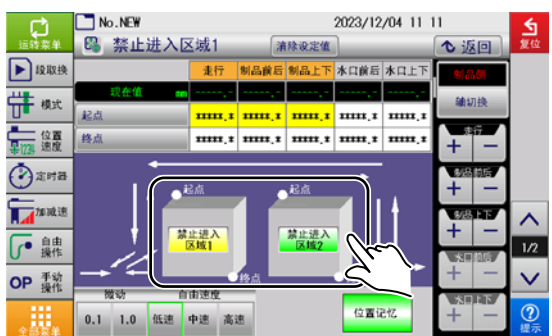 No.NEW 2023/12/04 11 11
运转菜单
禁止进入区域1 清除设定值 返回 复位
段取换
走行 制品前后 制品上下 水口前后 水口上下 制品侧
现在值 mm -----.- -----.- -----.- -----.- -----.- 轴切换
模式
起点 xxxxx.x xxxxx.x xxxxx.x xxxxx.x xxxxx.x
终点 xxxxx.x xxxxx.x xxxxx.x xxxxx.x xxxxx.x
位置速度
走行
+ −
定时器
起点 起点
制品前后
+ −
加减速
禁止进入区域1 禁止进入区域2
制品上下
+ −
自由操作
1/2
水口前后
+ −
OP 手动操作
终点
微动 自由速度
水口上下
+ −
0.1 1.0 低速 中速 高速 位置记忆
全部菜单 提示